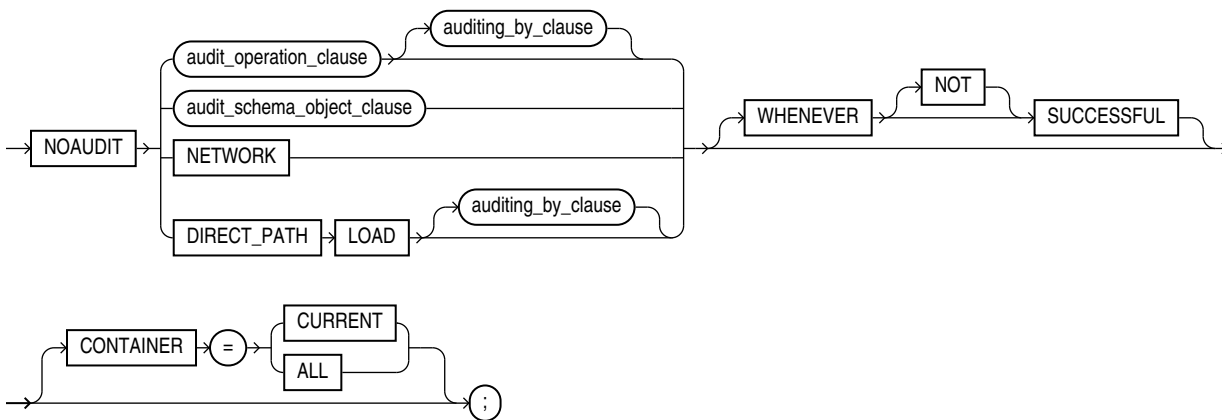 auditing_by_clause
audit_operation_clause
NOT
audit_schema_object_clause
WHENEVER
SUCCESSFUL
NOAUDIT
NETWORK
auditing_by_clause
DIRECT_PATH LOAD
CURRENT
CONTAINER =
ALL
;